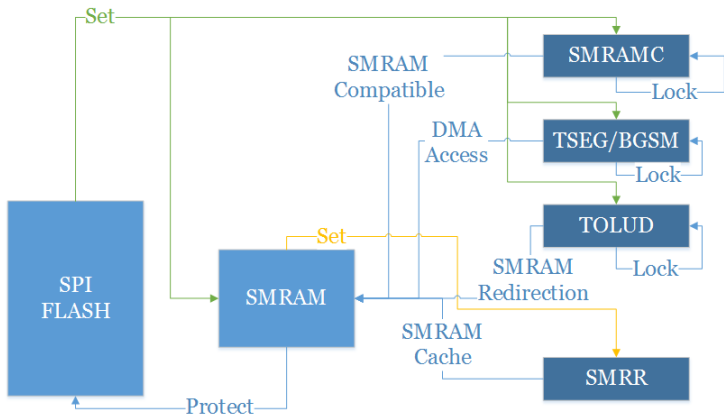 Set
SMRAMC
SMRAM
Compatible
Lock
DMA
Access
TSEG/BGSM
Lock
TOLUD
Set
SPI
FLASH
SMRAM
SMRAM
Redirection
Lock
SMRAM
Cache
SMRR
Protect